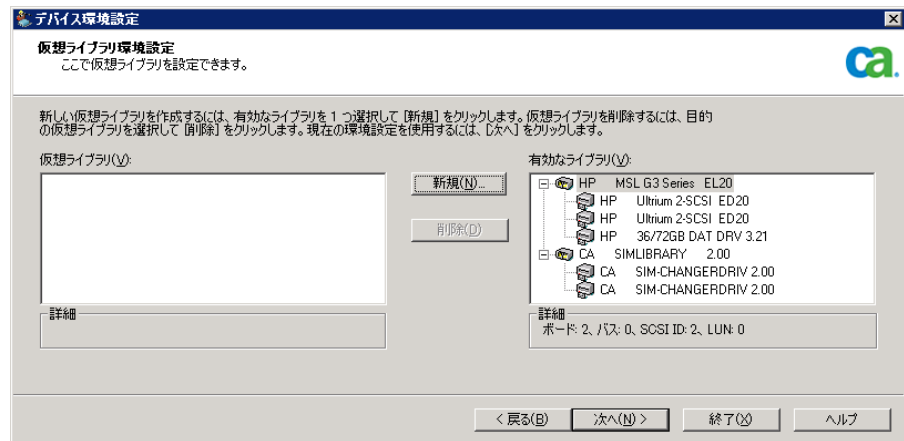 デバイス環境設定
仮想ライブラリ環境設定
ここで仮想ライブラリを設定できます。
ca.
新しい仮想ライブラリを作成するには、有効なライブラリを 1 つ選択して [新規] をクリックします。仮想ライブラリを削除するには、目的
の仮想ライブラリを選択して [削除] をクリックします。現在の環境設定を使用するには、[次へ] をクリックします。
仮想ライブラリ(V):
新規(N)...
削除(D)
有効なライブラリ(V):
HP MSL G3 Series EL20
HP Ultrium 2-SCSI ED20
HP Ultrium 2-SCSI ED20
HP 36/72GB DAT DRV 3.21
CA SIMLIBRARY 2.00
CA SIM-CHANGERDRIV 2.00
CA SIM-CHANGERDRIV 2.00
詳細
詳細
ボード: 2、バス: 0、SCSI ID: 2、LUN: 0
< 戻る(B)
次へ(N) >
終了(X)
ヘルプ